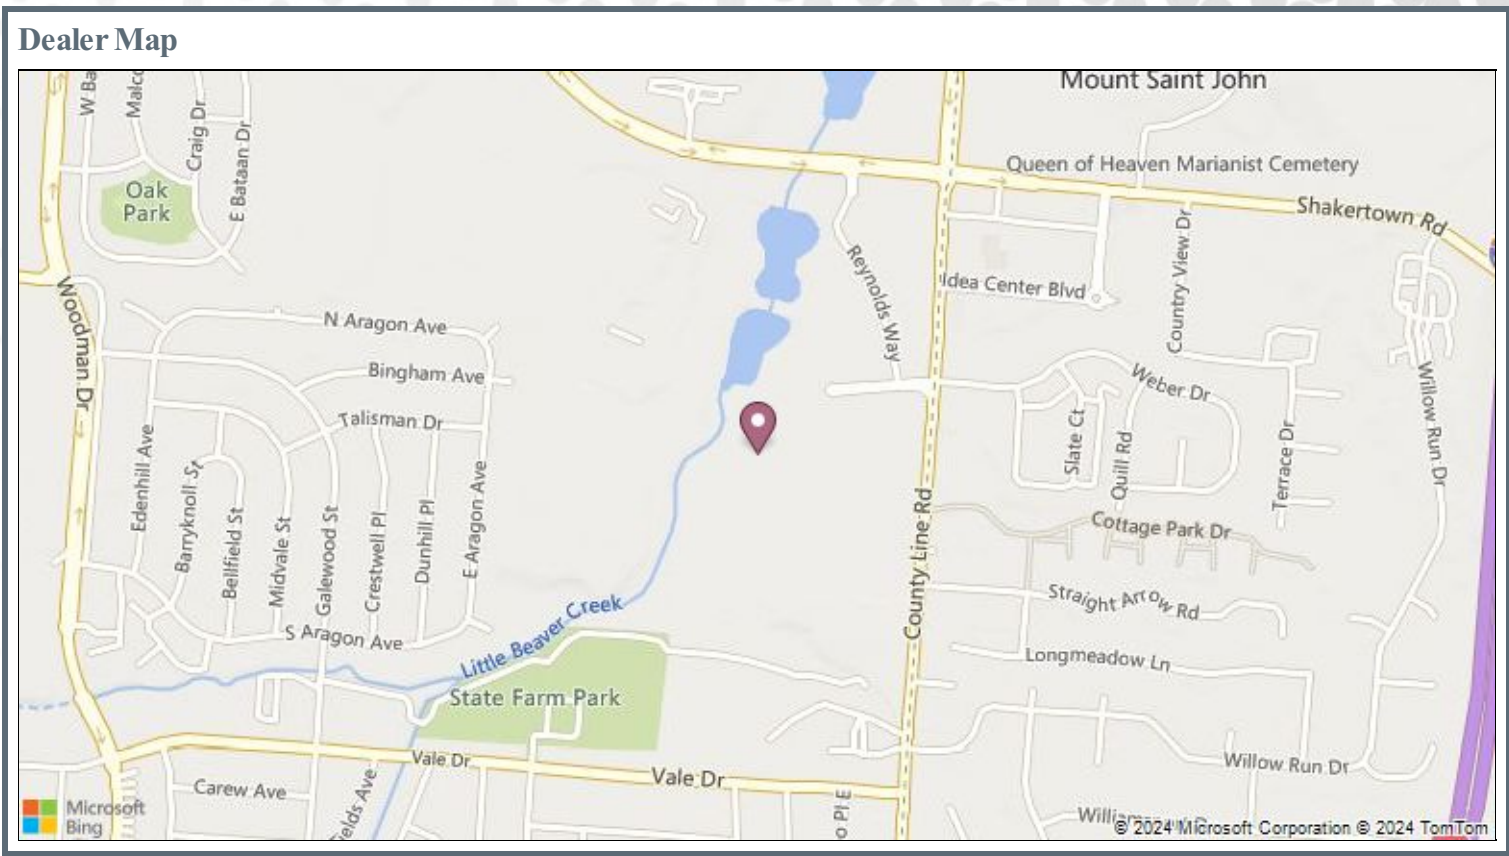 Dealer Map
W Ba
Malco
Craig Dr
E Bataan Dr
Mount Saint John
Queen of Heaven Marianist Cemetery
Oak
Park
Shakertown Rd
Woodman Dr
Reynolds Way
Idea Center Blvd
Country View Dr
N Aragon Ave
Bingham Ave
Talisman Dr
Weber Dr
Willow Run Dr
Edenhill Ave
Barryknoll St
Bellfield St
Midvale St
Galewood St
Crestwell Pl
Dunhill Pl
E Aragon Ave
Slate Ct
Quill Rd
Terrace Dr
County Line Rd
Cottage Park Dr
Straight Arrow Rd
S Aragon Ave
Little Beaver Creek
Longmeadow Ln
State Farm Park
Vale Dr
Vale Dr
Willow Run Dr
Carew Ave
elds Ave
o Pl E
Microsoft
Bing
© 2024 Microsoft Corporation © 2024 TomTom